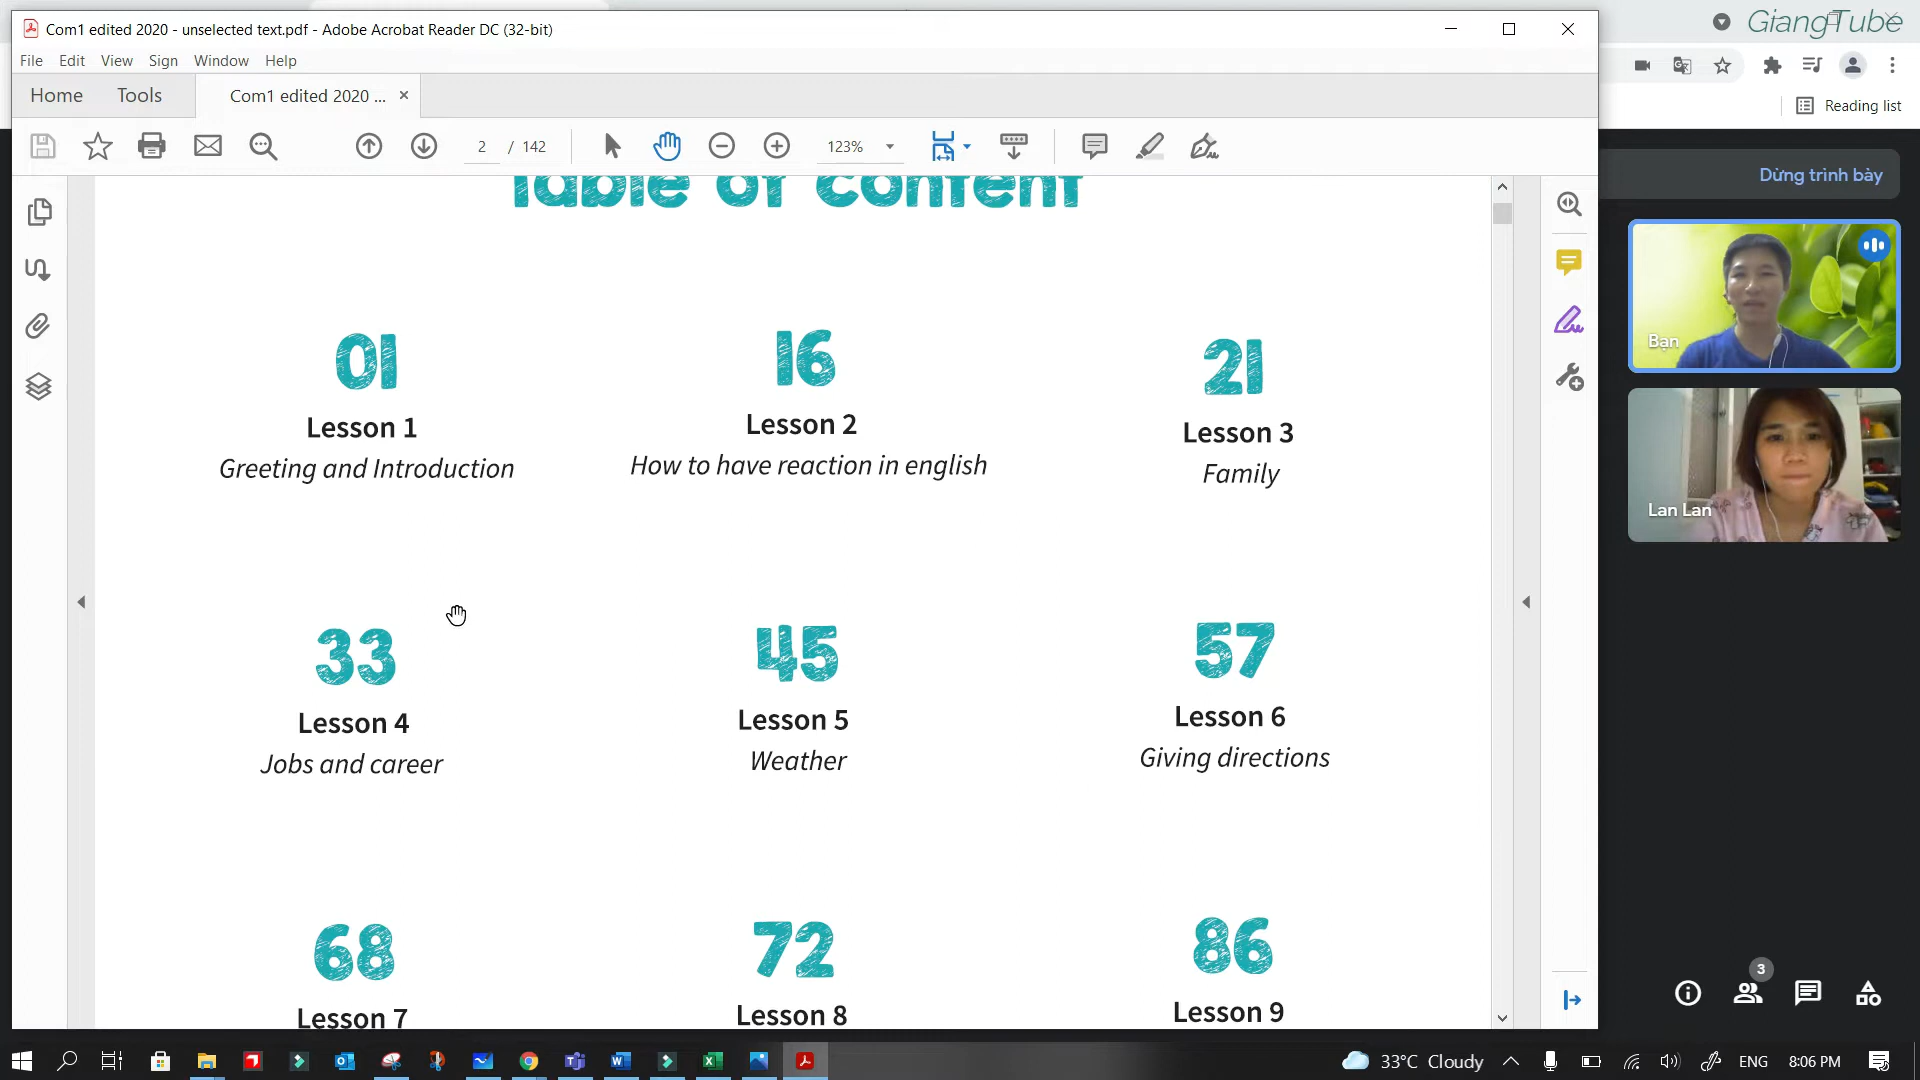 Com1 edited 2020 - unselected text.pdf - Adobe Acrobat Reader DC (32-bit)
GiangTube
File Edit View Sign Window Help
Home Tools Com1 edited 2020 ...
Reading list
2 / 142 123%
Table of content
Dừng trình bày
01
Lesson 1
Greeting and Introduction
16
Lesson 2
How to have reaction in english
21
Lesson 3
Family
Bạn
Lan Lan
33
Lesson 4
Jobs and career
45
Lesson 5
Weather
57
Lesson 6
Giving directions
68
Lesson 7
72
Lesson 8
86
Lesson 9
3
33°C Cloudy ENG 8:06 PM